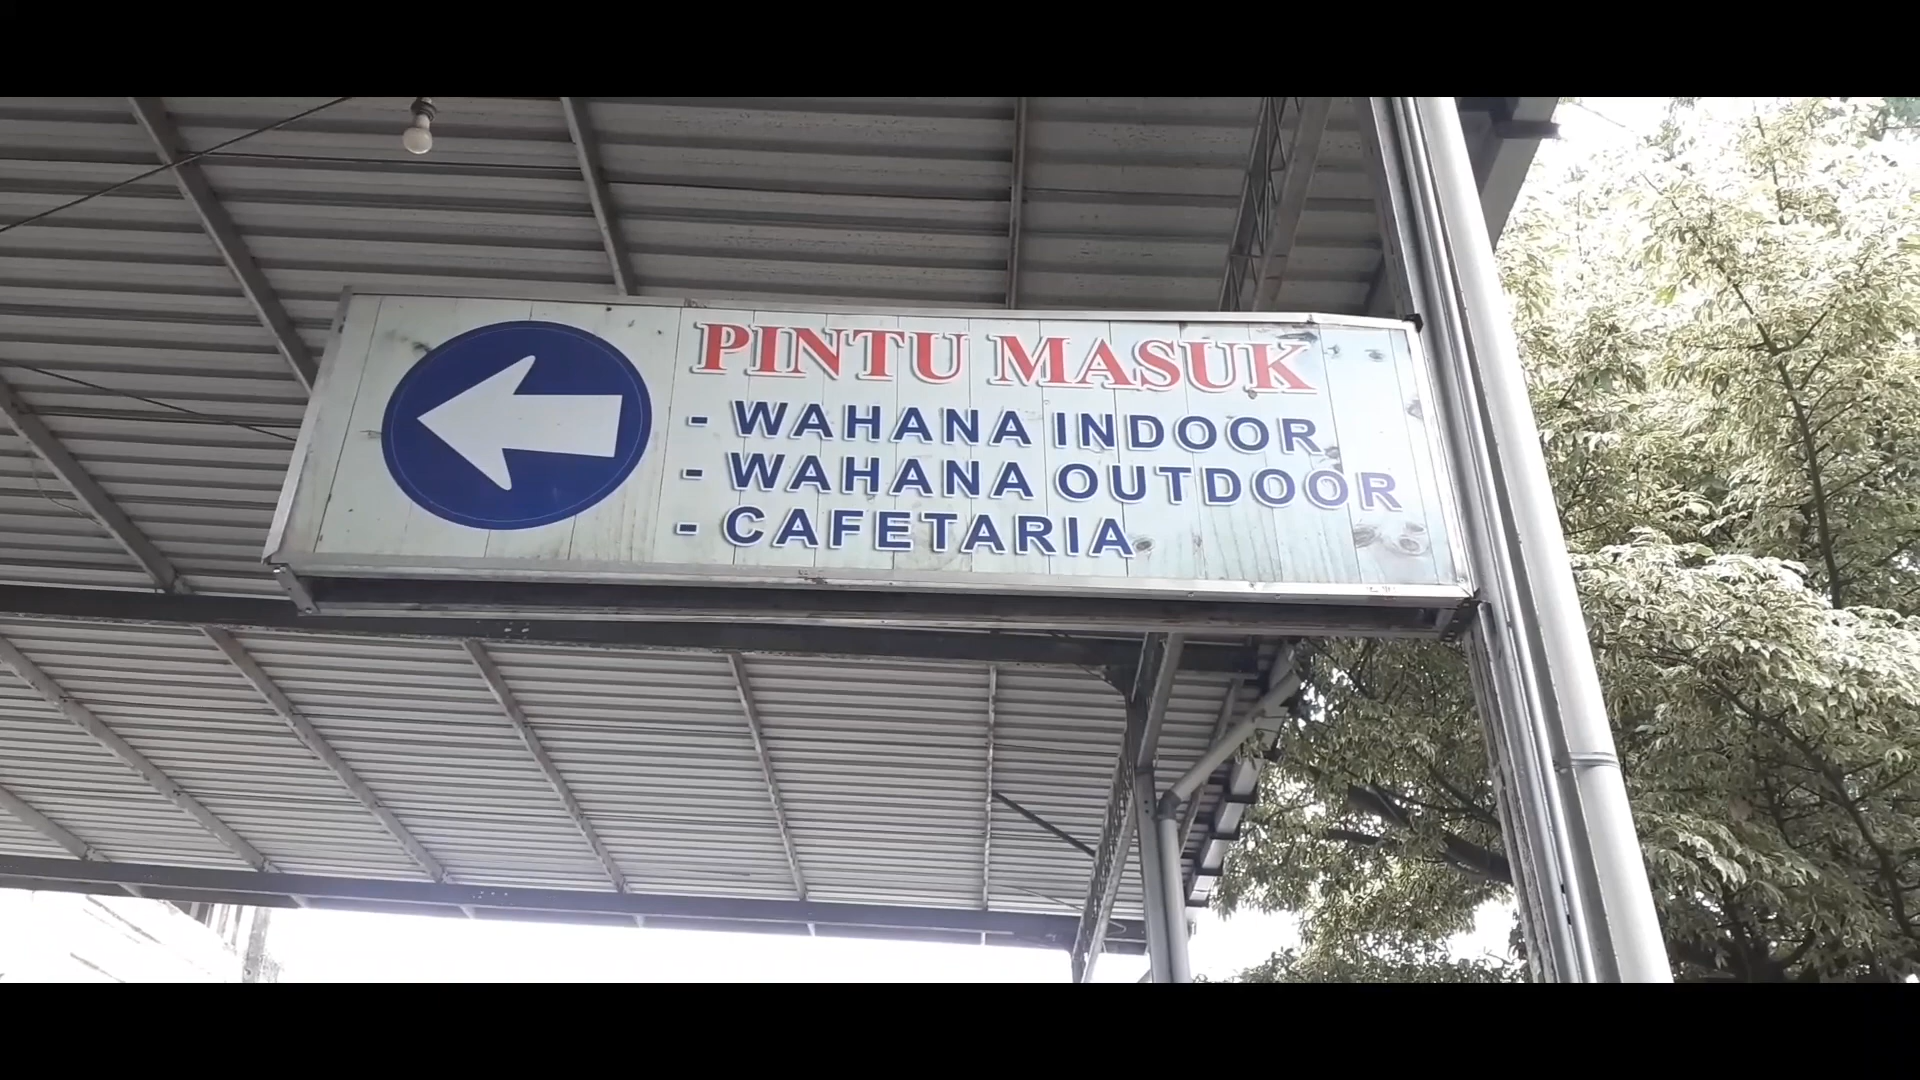 PINTU MASUK
- WAHANA INDOOR
- WAHANA OUTDOOR
- CAFETARIA